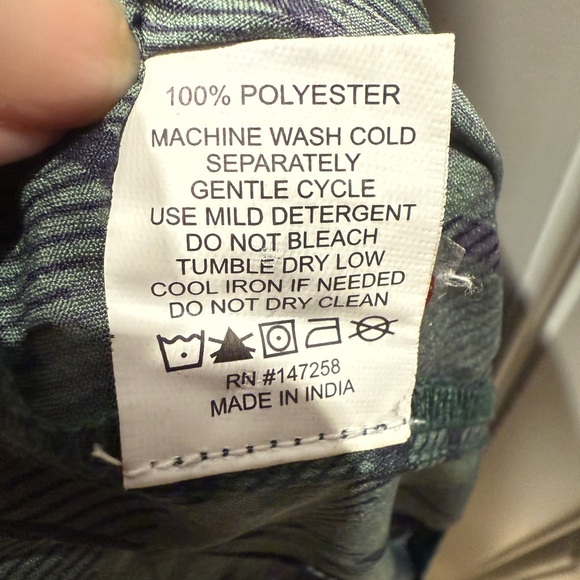 100% POLYESTER
MACHINE WASH COLD
SEPARATELY
GENTLE CYCLE
USE MILD DETERGENT
DO NOT BLEACH
TUMBLE DRY LOW
COOL IRON IF NEEDED
DO NOT DRY CLEAN
RN #147258
MADE IN INDIA